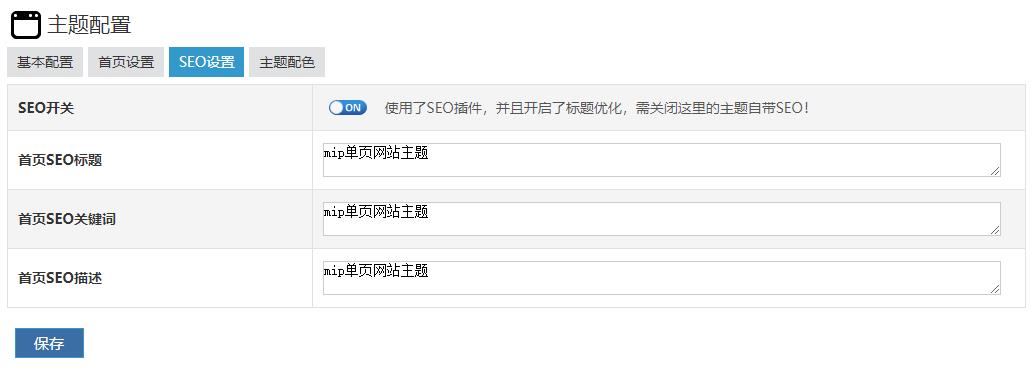 主题配置
基本配置 首页设置 SEO设置 主题配色
SEO开关 ON 使用了SEO插件，并且开启了标题优化，需关闭这里的主题自带SEO！
首页SEO标题 mip单页网站主题
首页SEO关键词 mip单页网站主题
首页SEO描述 mip单页网站主题
保存